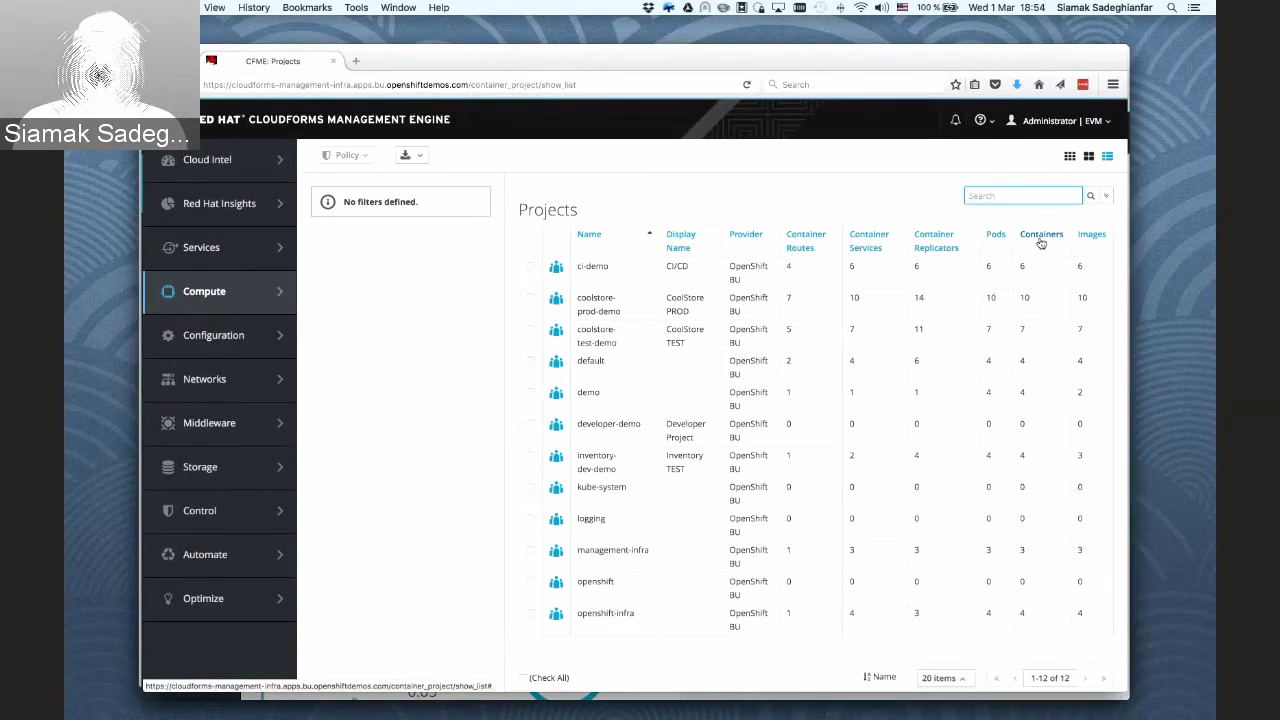 View History Bookmarks Tools Window Help 100 % Wed 1 Mar 18:54 Siamak Sadeghianfar
CFME: Projects
https://cloudforms-management-infra.apps.bu.openshiftdemos.com/container_project/show_list Search
ED HAT CLOUDFORMS MANAGEMENT ENGINE Administrator | EVM
Siamak Sadeg...
Cloud Intel
Red Hat Insights
Services
Compute
Configuration
Networks
Middleware
Storage
Control
Automate
Optimize
Policy
No filters defined.
Search
Projects
Name Display Name Provider Container Routes Container Services Container Replicators Pods Containers Images
ci-demo CI/CD OpenShift BU 4 6 6 6 6 6
coolstore-prod-demo CoolStore PROD OpenShift BU 7 10 14 10 10 10
coolstore-test-demo CoolStore TEST OpenShift BU 5 7 11 7 7 7
default OpenShift BU 2 4 6 4 4 4
demo OpenShift BU 1 1 1 4 4 2
developer-demo Developer Project OpenShift BU 0 0 0 0 0 0
inventory-dev-demo Inventory TEST OpenShift BU 1 2 4 4 4 3
kube-system OpenShift BU 0 0 0 0 0 0
logging OpenShift BU 0 0 0 0 0 0
management-infra OpenShift BU 1 3 3 3 3 3
openshift OpenShift BU 0 0 0 0 0 0
openshift-infra OpenShift BU 1 4 3 4 4 4
(Check All) Name 20 items 1-12 of 12
https://cloudforms-management-infra.apps.bu.openshiftdemos.com/container_project/show_list#